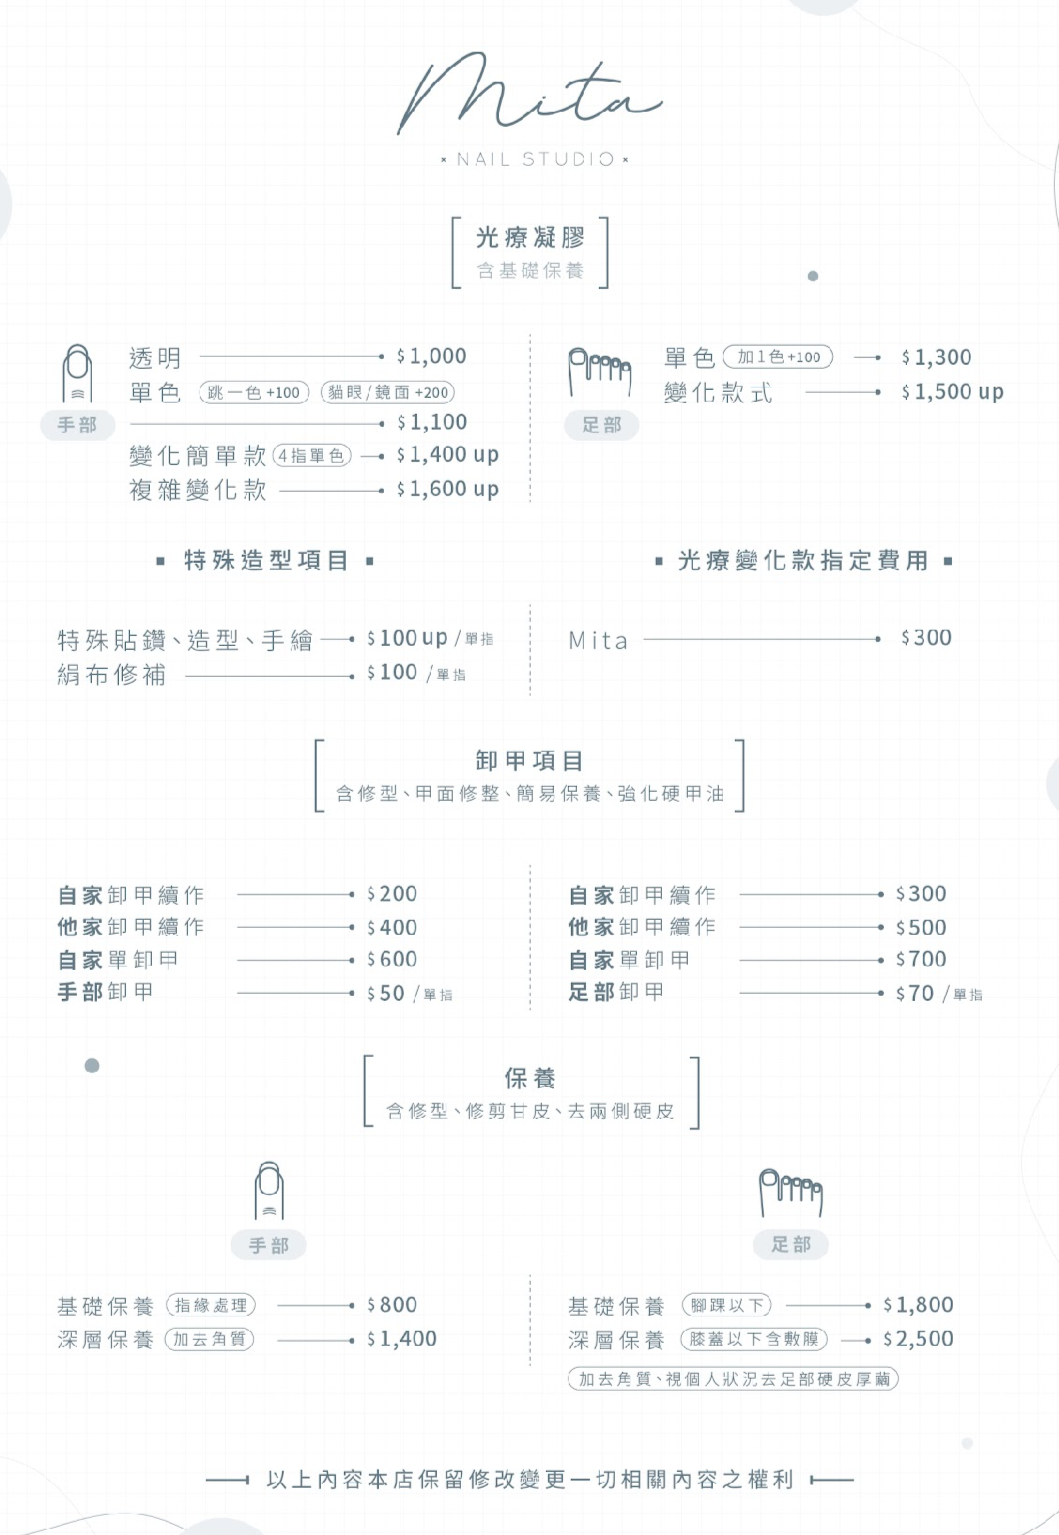 Mita
NAIL STUDIO
光療凝膠
含基礎保養
手部
透明 $1,000
單色 跳一色+100 貓眼/鏡面+200
$1,100
變化簡單款 4指單色 $1,400 up
複雜變化款 $1,600 up
足部
單色 加1色+100 $1,300
變化款式 $1,500 up
特殊造型項目
特殊貼鑽、造型、手繪 $100 up /單指
絹布修補 $100 /單指
光療變化款指定費用
Mita $300
卸甲項目
含修型、甲面修整、簡易保養、強化硬甲油
自家卸甲續作 $200
他家卸甲續作 $400
自家單卸甲 $600
手部卸甲 $50 /單指
自家卸甲續作 $300
他家卸甲續作 $500
自家單卸甲 $700
足部卸甲 $70 /單指
保養
含修型、修剪甘皮、去兩側硬皮
手部
基礎保養 指緣處理 $800
深層保養 加去角質 $1,400
足部
基礎保養 腳踝以下 $1,800
深層保養 膝蓋以下含敷膜 $2,500
加去角質、視個人狀況去足部硬皮厚繭
以上內容本店保留修改變更一切相關內容之權利